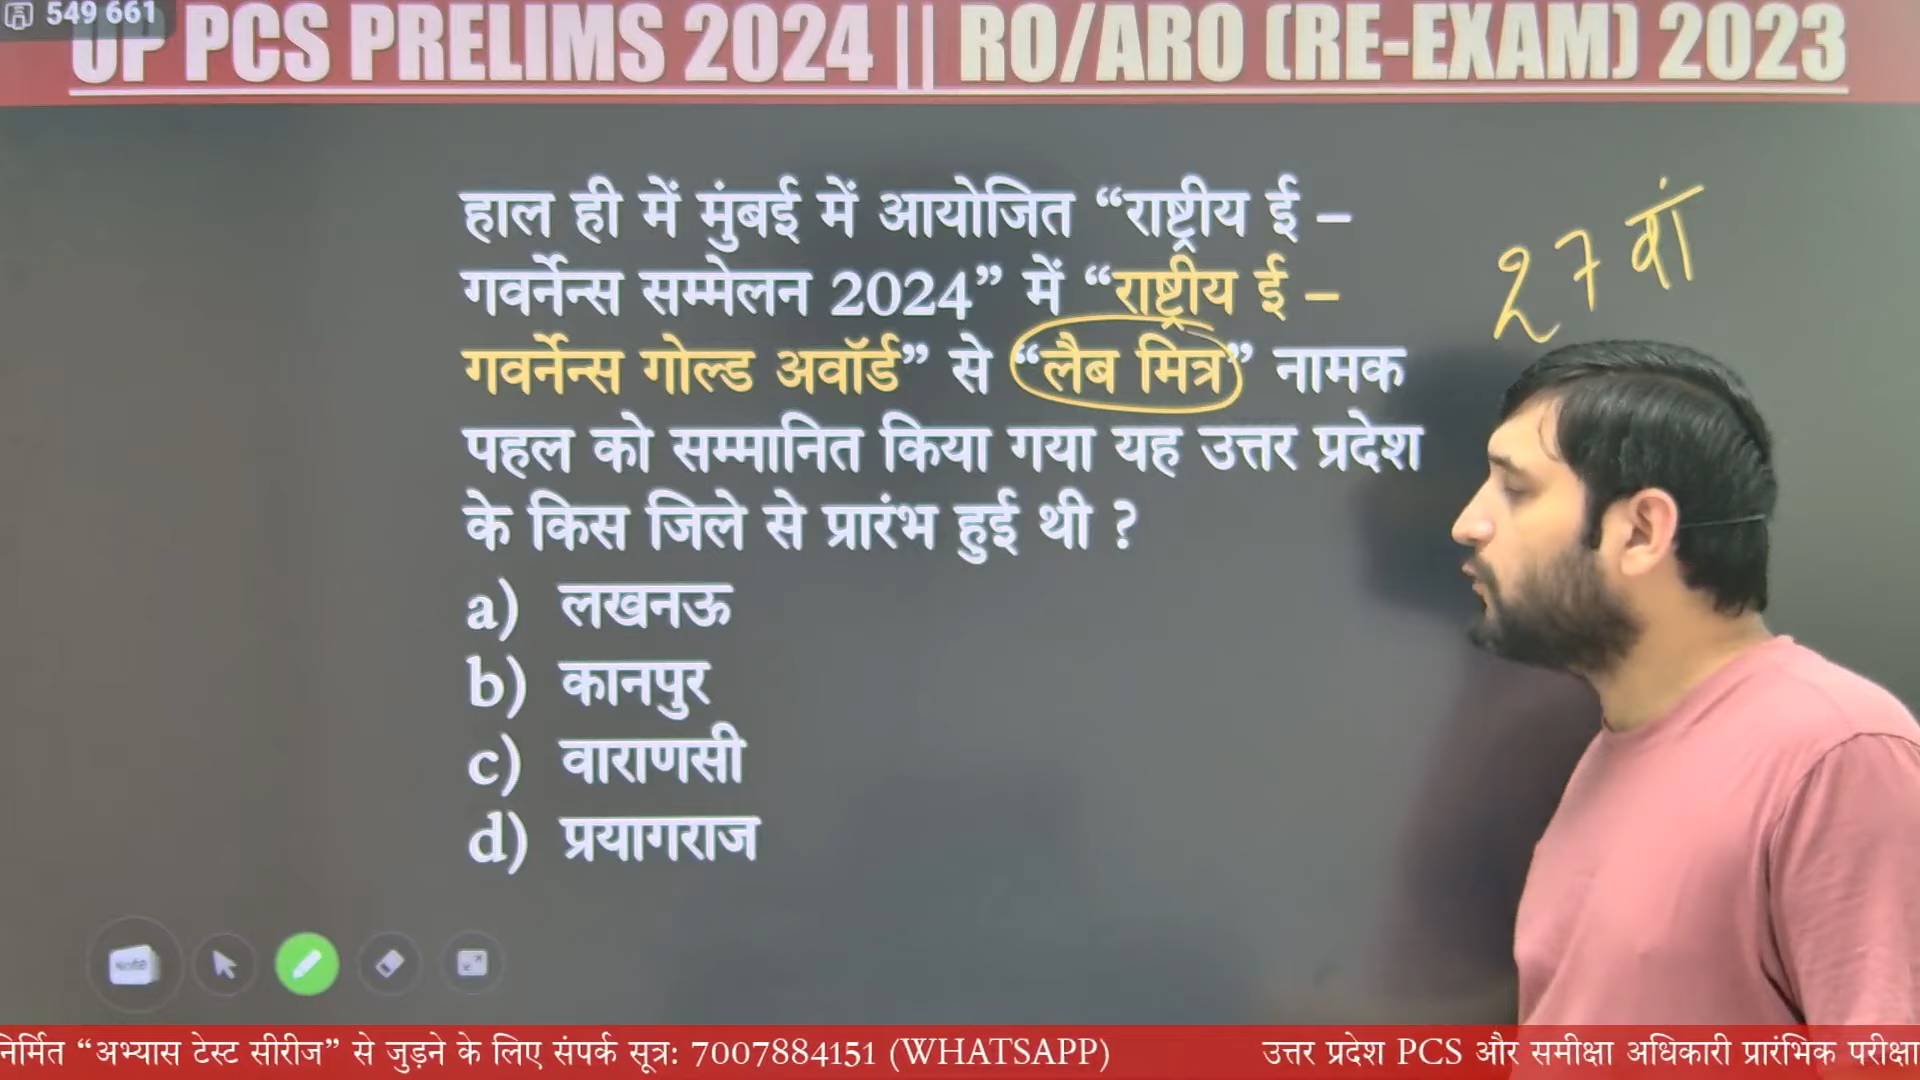 549 661
UP PCS PRELIMS 2024 || RO/ARO (RE-EXAM) 2023
हाल ही में मुंबई में आयोजित “राष्ट्रीय ई –
गवर्नेन्स सम्मेलन 2024” में “राष्ट्रीय ई –
गवर्नेन्स गोल्ड अवॉर्ड” से “लैब मित्र” नामक
पहल को सम्मानित किया गया यह उत्तर प्रदेश
के किस जिले से प्रारंभ हुई थी ?
27 वां
a) लखनऊ
b) कानपुर
c) वाराणसी
d) प्रयागराज
Note
निर्मित “अभ्यास टेस्ट सीरीज” से जुड़ने के लिए संपर्क सूत्र: 7007884151 (WHATSAPP) उत्तर प्रदेश PCS और समीक्षा अधिकारी प्रारंभिक परीक्षा